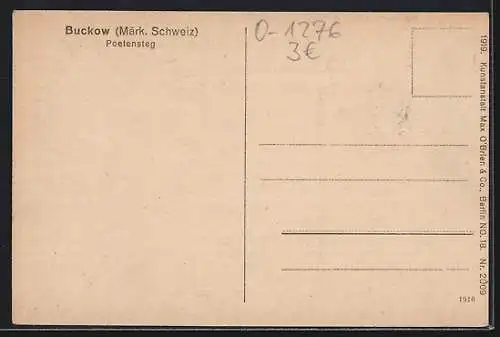 Buckow (Märk. Schweiz)
Poetensteg
0-1276
3€
1919. Kunstanstalt Max O'Brien & Co., Berlin NO. 18. Nr. 2009
1916